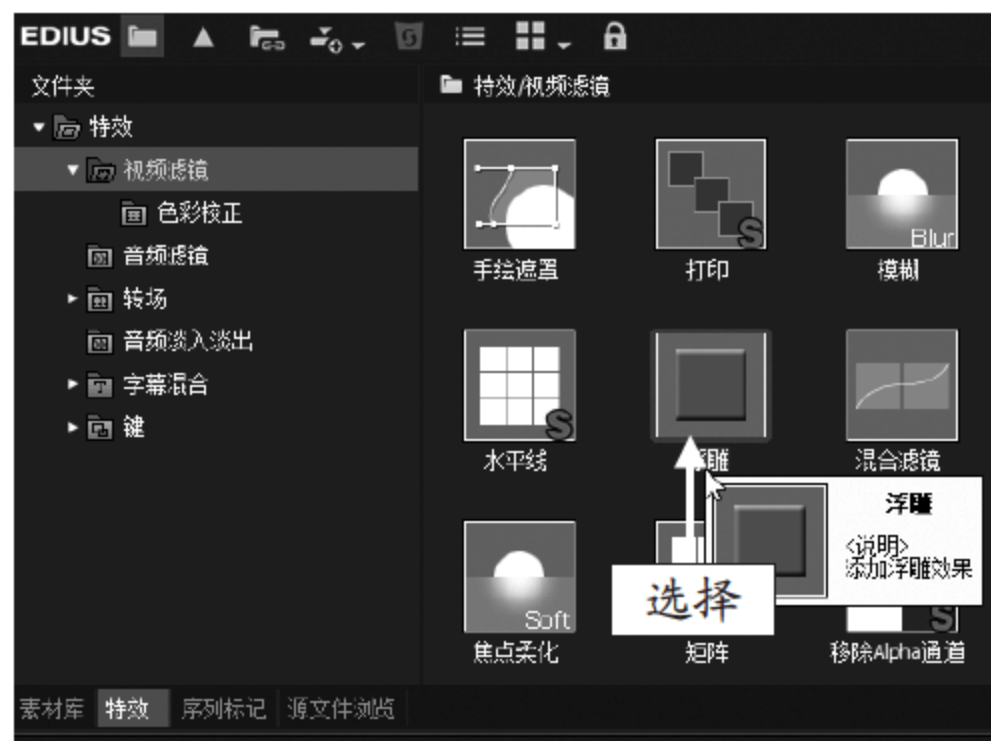 EDIUS
文件夹
特效/视频滤镜
特效
视频滤镜
色彩校正
音频滤镜
转场
音频淡入淡出
字幕混合
键
手绘遮罩
打印
S
Blur
模糊
水平线
S
浮雕
混合滤镜
浮雕
<说明>
添加浮雕效果
选择
Soft
焦点柔化
矩阵
S
移除Alpha通道
素材库 特效 序列标记 源文件浏览